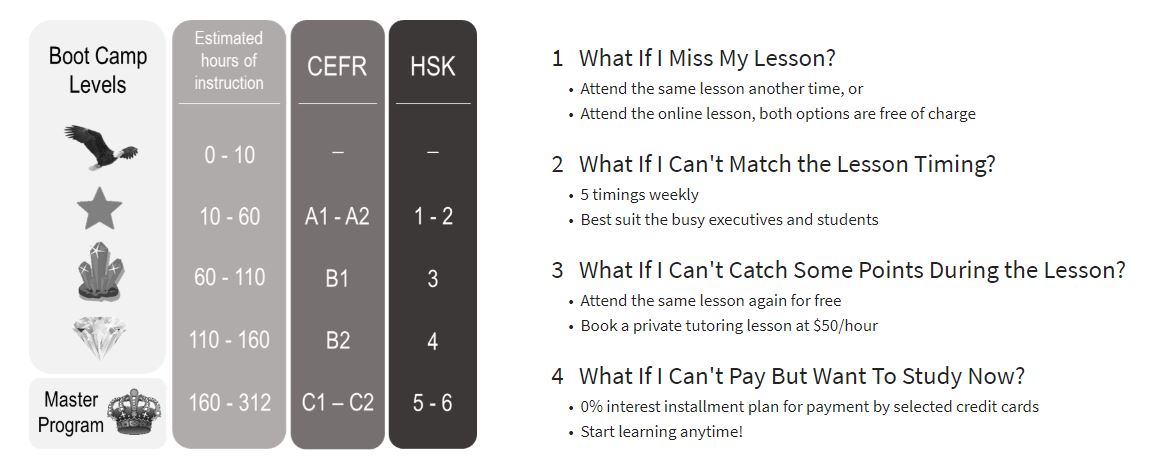 Boot Camp
Levels
Estimated
hours of
instruction
CEFR
HSK
0 - 10
–
–
10 - 60
A1 - A2
1 - 2
60 - 110
B1
3
110 - 160
B2
4
Master
Program
160 - 312
C1 – C2
5 - 6
1 What If I Miss My Lesson?
• Attend the same lesson another time, or
• Attend the online lesson, both options are free of charge
2 What If I Can't Match the Lesson Timing?
• 5 timings weekly
• Best suit the busy executives and students
3 What If I Can't Catch Some Points During the Lesson?
• Attend the same lesson again for free
• Book a private tutoring lesson at $50/hour
4 What If I Can't Pay But Want To Study Now?
• 0% interest installment plan for payment by selected credit cards
• Start learning anytime!